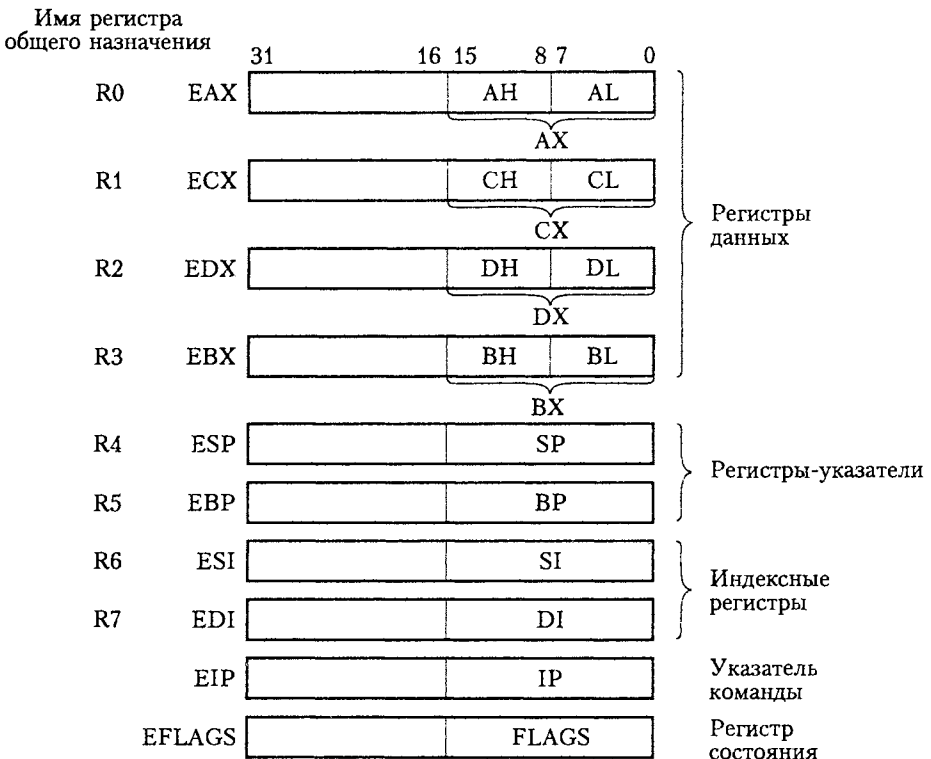 Имя регистра
общего назначения
31 16 15 8 7 0
R0 EAX AH AL
AX
R1 ECX CH CL
CX
Регистры
данных
R2 EDX DH DL
DX
R3 EBX BH BL
BX
R4 ESP SP
Регистры-указатели
R5 EBP BP
R6 ESI SI
Индексные
регистры
R7 EDI DI
EIP IP
Указатель
команды
EFLAGS FLAGS
Регистр
состояния